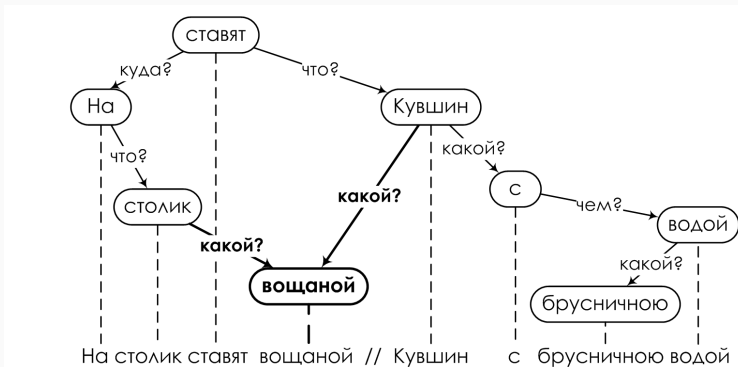 ставят
куда? что?
На Кувшин
что? какой?
с
столик какой? чем? водой
какой?
какой?
вощаной брусничною
На столик ставят вощаной // Кувшин с брусничною водой